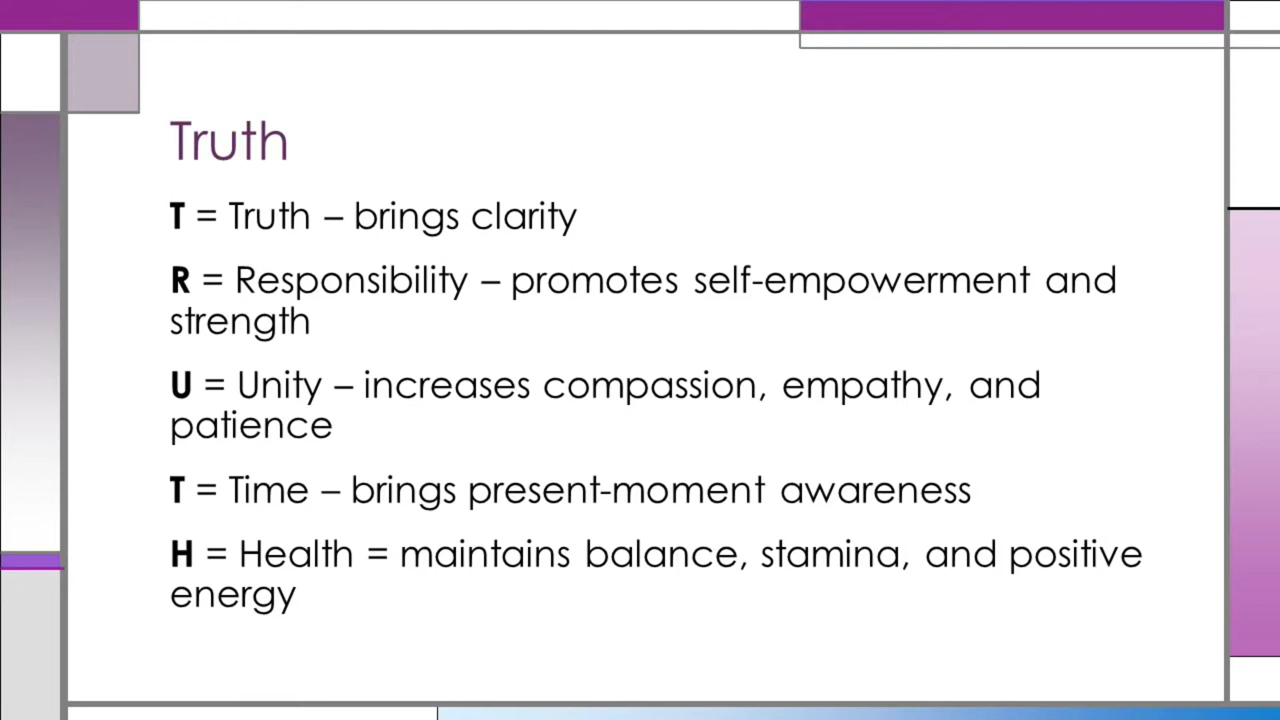 Truth
T = Truth – brings clarity
R = Responsibility – promotes self-empowerment and
strength
U = Unity – increases compassion, empathy, and
patience
T = Time – brings present-moment awareness
H = Health = maintains balance, stamina, and positive
energy